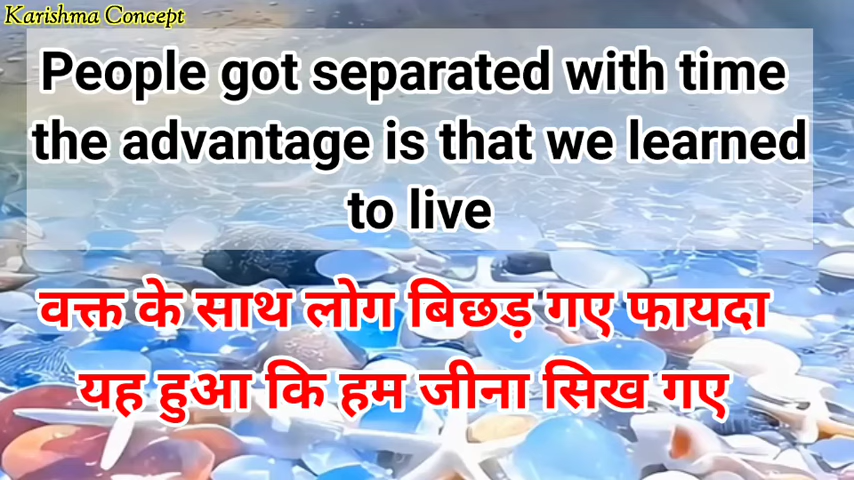 Karishma Concept
People got separated with time
the advantage is that we learned
to live
वक्त के साथ लोग बिछड़ गए फायदा
यह हुआ कि हम जीना सिख गए